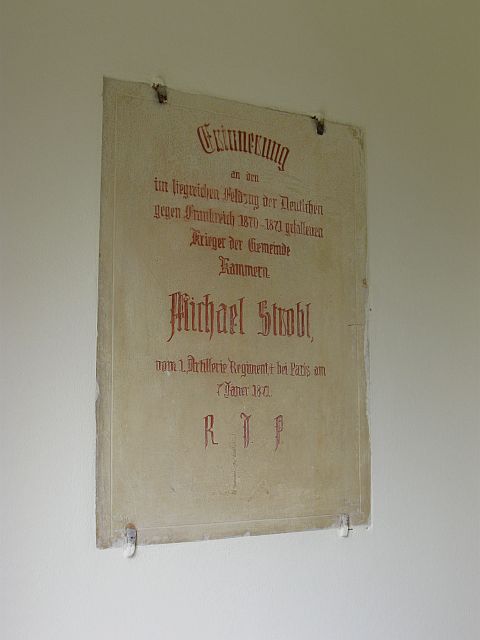 Erinnerung
an den
im siegreichen Feldzug der Deutschen
gegen Frankreich 1870-1871 gefallenen
Krieger der Gemeinde
Kammern.
Michael Strobl,
vom 1. Artillerie Regiment † bei Paris am
7 Janer 1871.
R. I. P.